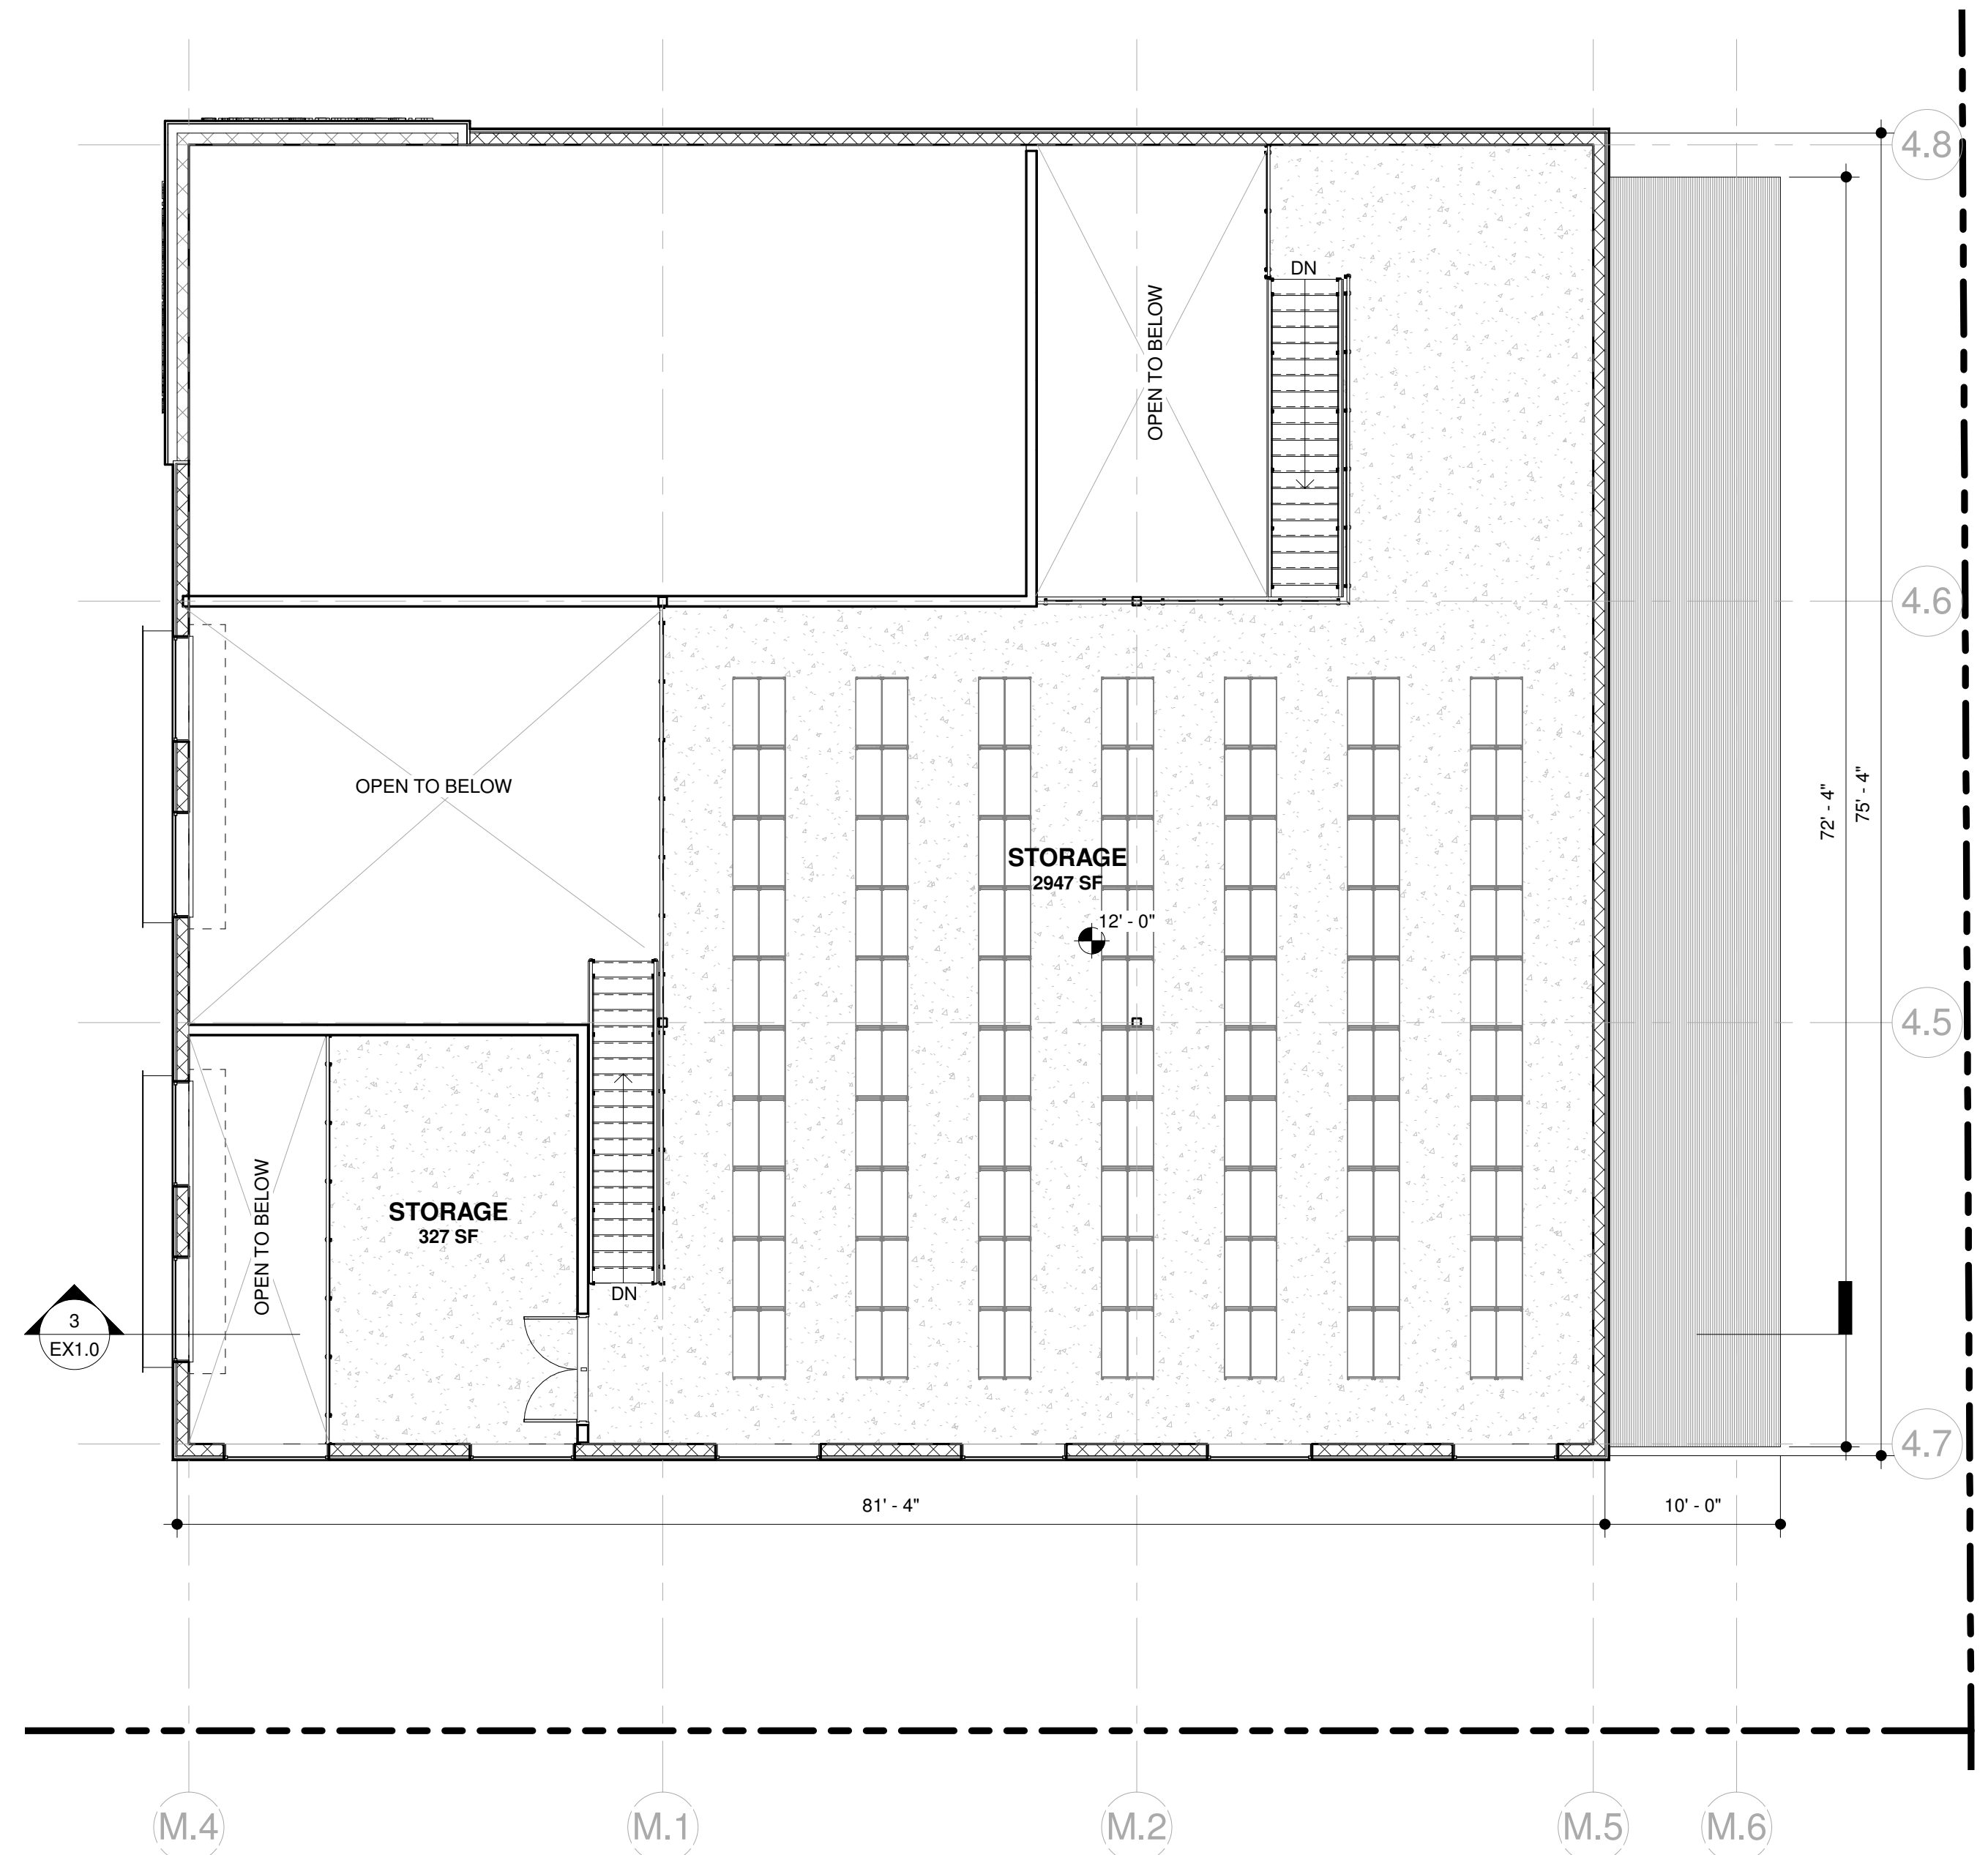 4.8
DN
OPEN TO BELOW
4.6
OPEN TO BELOW
72' - 4"
75' - 4"
STORAGE
2947 SF
12' - 0"
4.5
OPEN TO BELOW
STORAGE
327 SF
DN
3
EX1.0
4.7
81' - 4"
10' - 0"
M.4
M.1
M.2
M.5
M.6